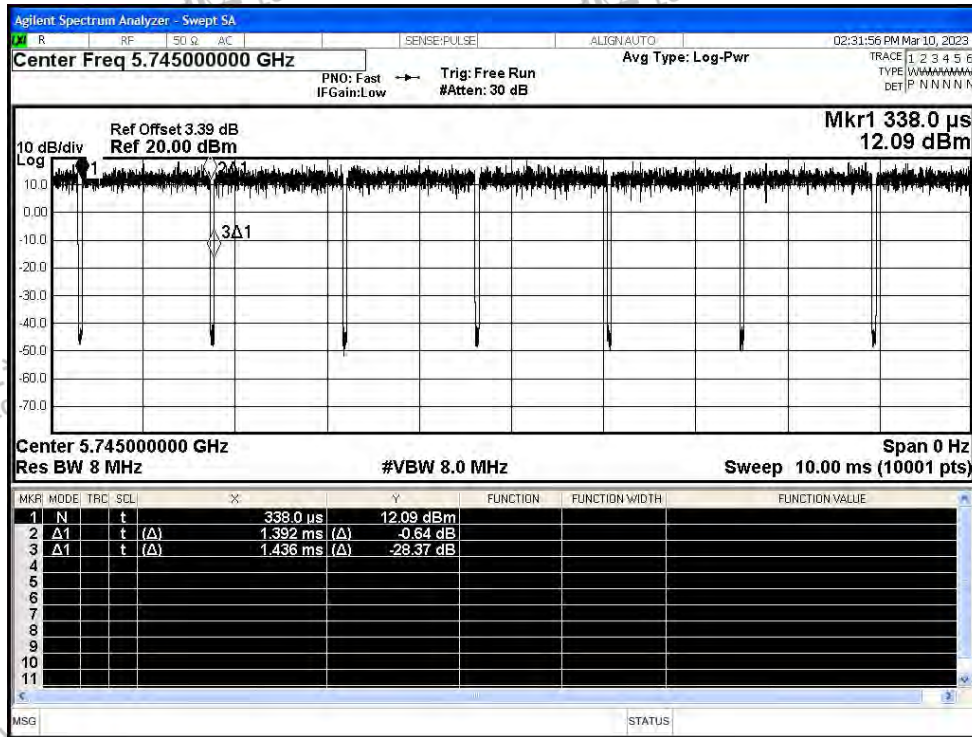 Agilent Spectrum Analyzer - Swept SA
R RF 50 Ω AC SENSE:PULSE ALIGN AUTO 02:31:56 PM Mar 10, 2023
Center Freq 5.745000000 GHz
PNO: Fast
IFGain:Low
Trig: Free Run
#Atten: 30 dB
Avg Type: Log-Pwr
TRACE 1 2 3 4 5 6
TYPE WWWWWW
DET P N N N N N
Mkr1 338.0 µs
12.09 dBm
Ref Offset 3.39 dB
10 dB/div Ref 20.00 dBm
Log
1
2Δ1
3Δ1
10.0
0.00
-10.0
-20.0
-30.0
-40.0
-50.0
-60.0
-70.0
Center 5.745000000 GHz Span 0 Hz
Res BW 8 MHz #VBW 8.0 MHz Sweep 10.00 ms (10001 pts)
MKR MODE TRC SCL X Y FUNCTION FUNCTION WIDTH FUNCTION VALUE
1 N t 338.0 µs 12.09 dBm
2 Δ1 t (Δ) 1.392 ms (Δ) -0.64 dB
3 Δ1 t (Δ) 1.436 ms (Δ) -28.37 dB
4
5
6
7
8
9
10
11
MSG STATUS